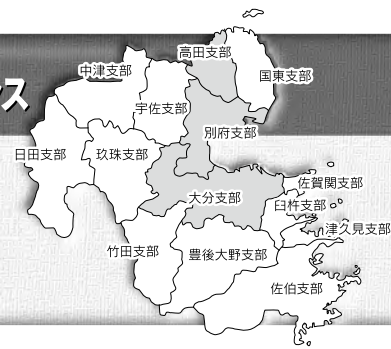 高田支部
中津支部
国東支部
ンス
宇佐支部
別府支部
日田支部
玖珠支部
佐賀関支部
大分支部
臼杵支部
津久見支部
竹田支部
豊後大野支部
佐伯支部